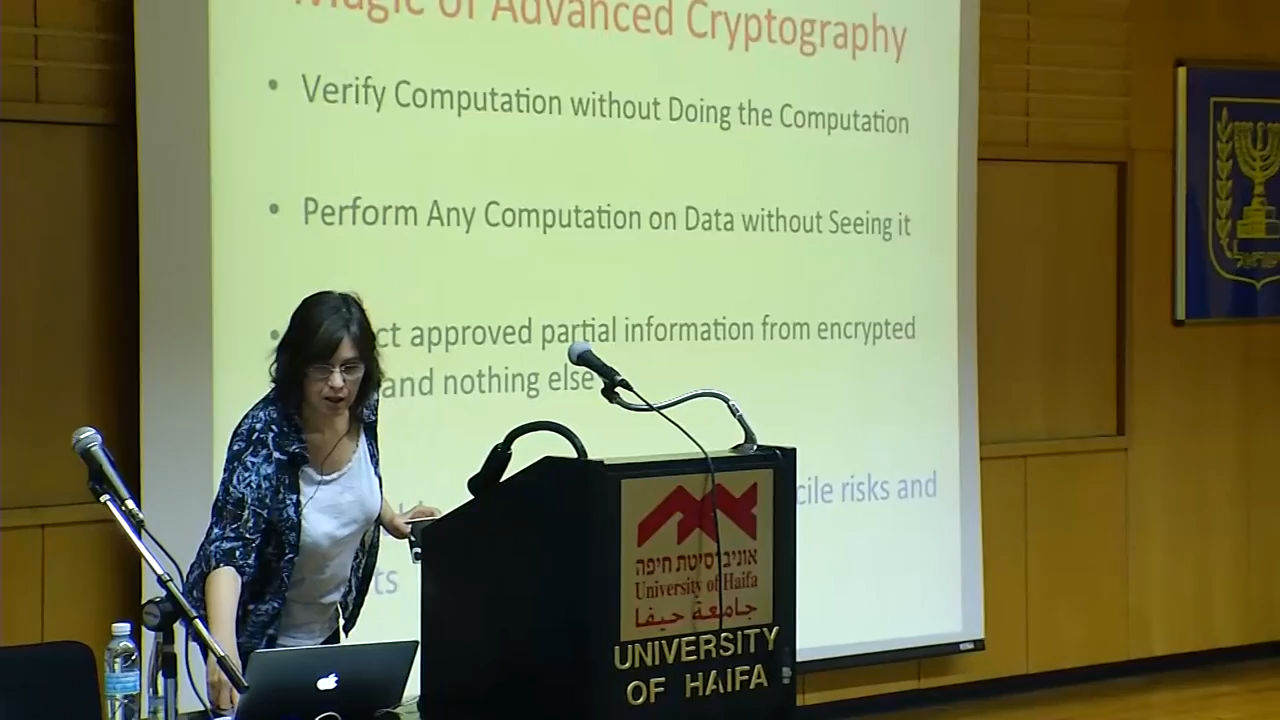 Magic of Advanced Cryptography
• Verify Computation without Doing the Computation
• Perform Any Computation on Data without Seeing it
ct approved partial information from encrypted
and nothing else
cile risks and
ts
אוניברסיטת חיפה
University of Haifa
جامعة حيفا
UNIVERSITY
OF HAIFA
ישראל